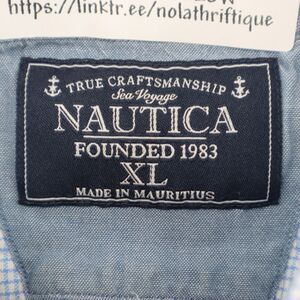 https://linktr.ee/nolathriftique
TRUE CRAFTSMANSHIP
Sea Voyage
NAUTICA
FOUNDED 1983
XL
MADE IN MAURITIUS